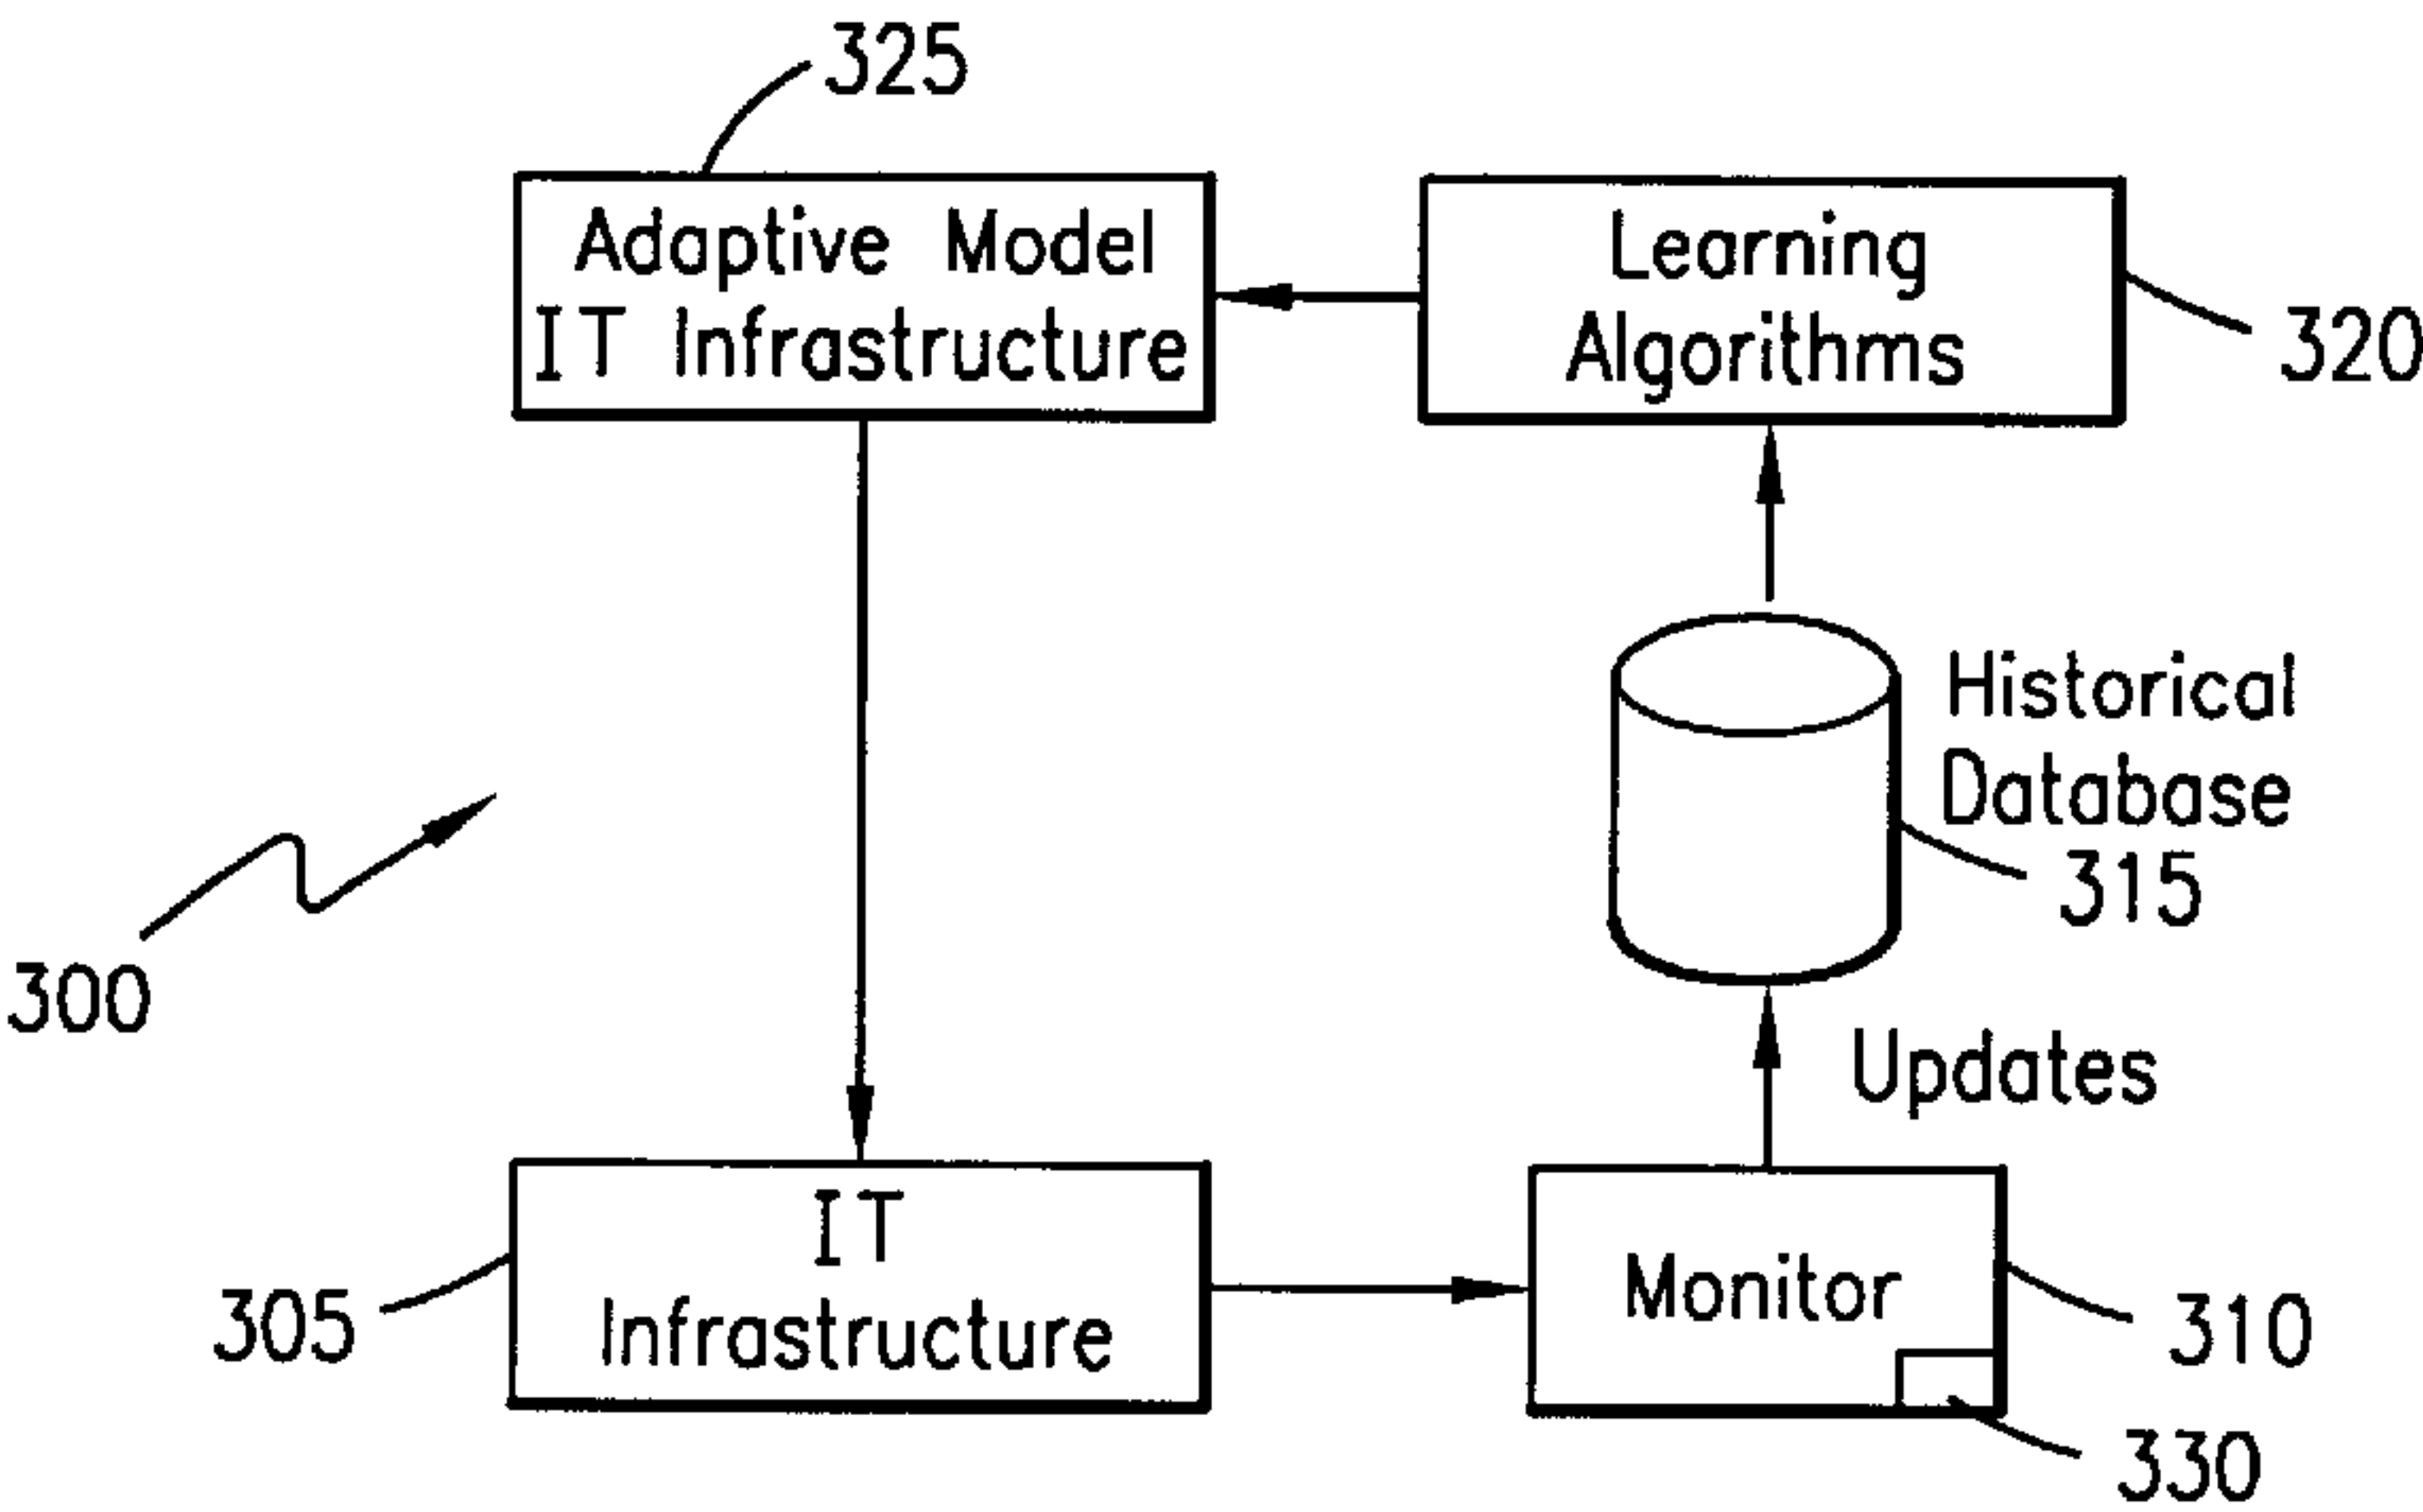 325
Adaptive Model
IT Infrastructure
Learning
Algorithms
320
Historical
Database
315
300
Updates
IT
Infrastructure
305
Monitor
310
330